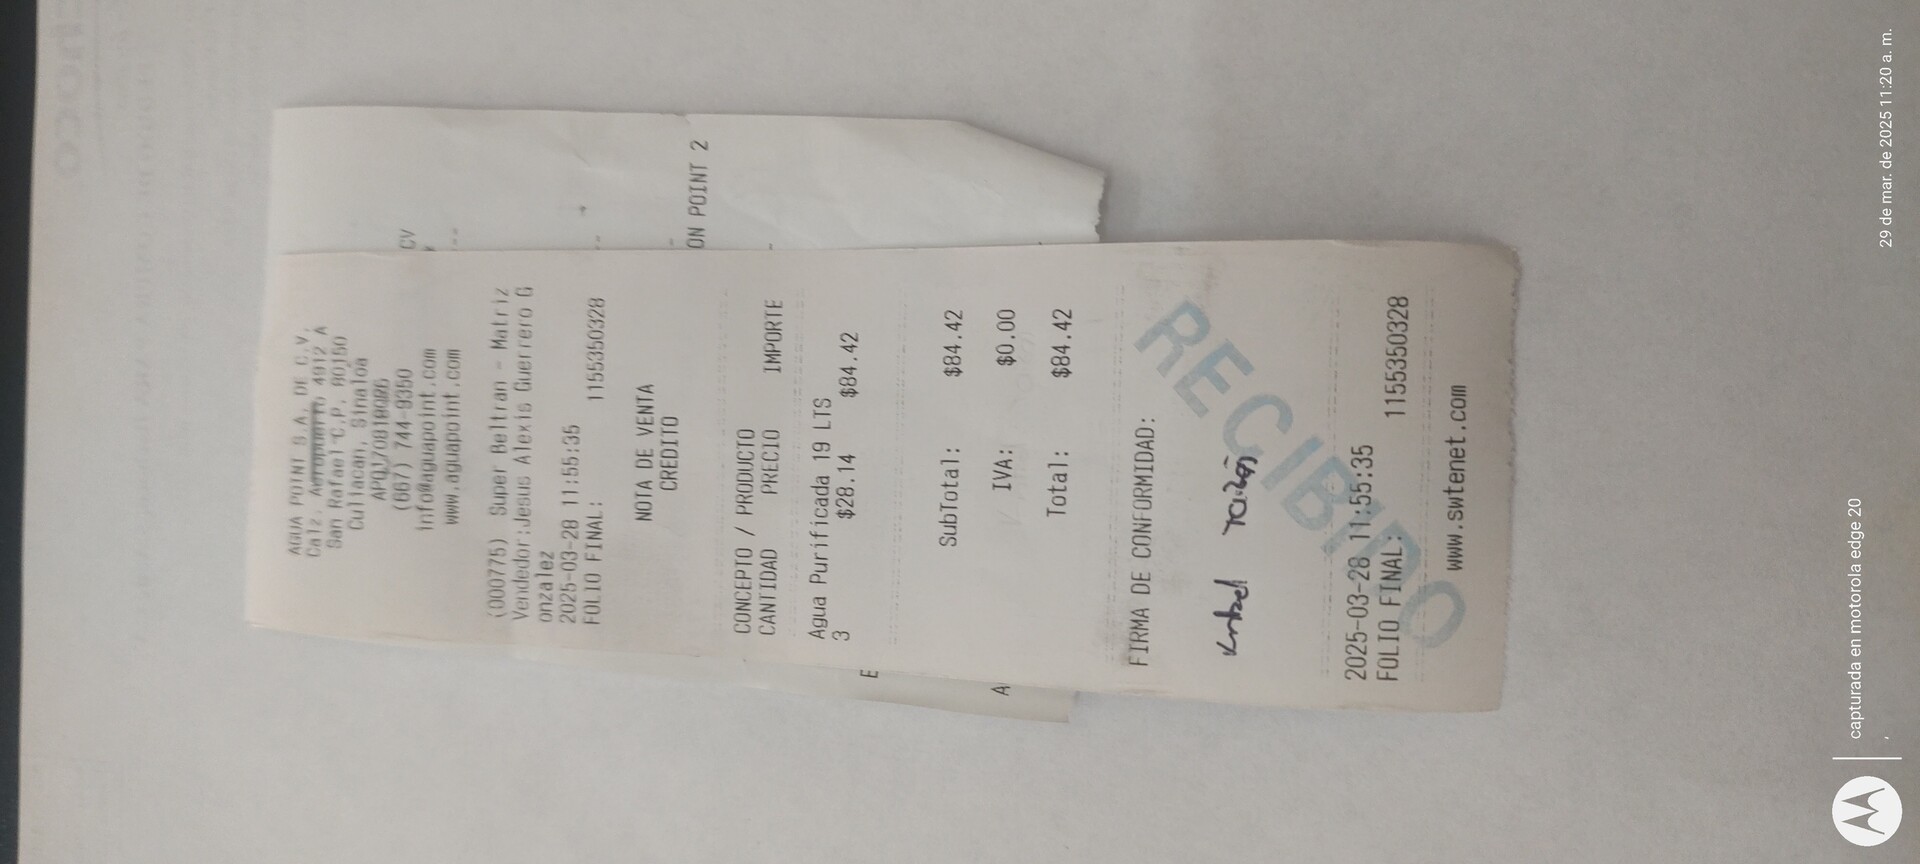 AGUA POINT S.A. DE C.V.
Calz. Aeropuerto 4912 A
San Rafael C.P. 80150
Culiacan, Sinaloa
(667) 744-9350
info@aguapoint.com
www.aguapoint.com
(000775) Super Beltran - Matriz
Vendedor:Jesus Alexis Guerrero G
onzalez
2025-03-28 11:55:35
FOLIO FINAL: 1155350328
NOTA DE VENTA
CREDITO
CONCEPTO / PRODUCTO
CANTIDAD PRECIO IMPORTE
Agua Purificada 19 LTS
3 $28.14 $84.42
SubTotal: $84.42
IVA: $0.00
Total: $84.42
FIRMA DE CONFORMIDAD:
RECIBIDO
2025-03-28 11:55:35
FOLIO FINAL: 1155350328
www.swtenet.com
CV
ON POINT 2
E
A
capturada en motorola edge 20
29 de mar. de 2025 11:20 a. m.